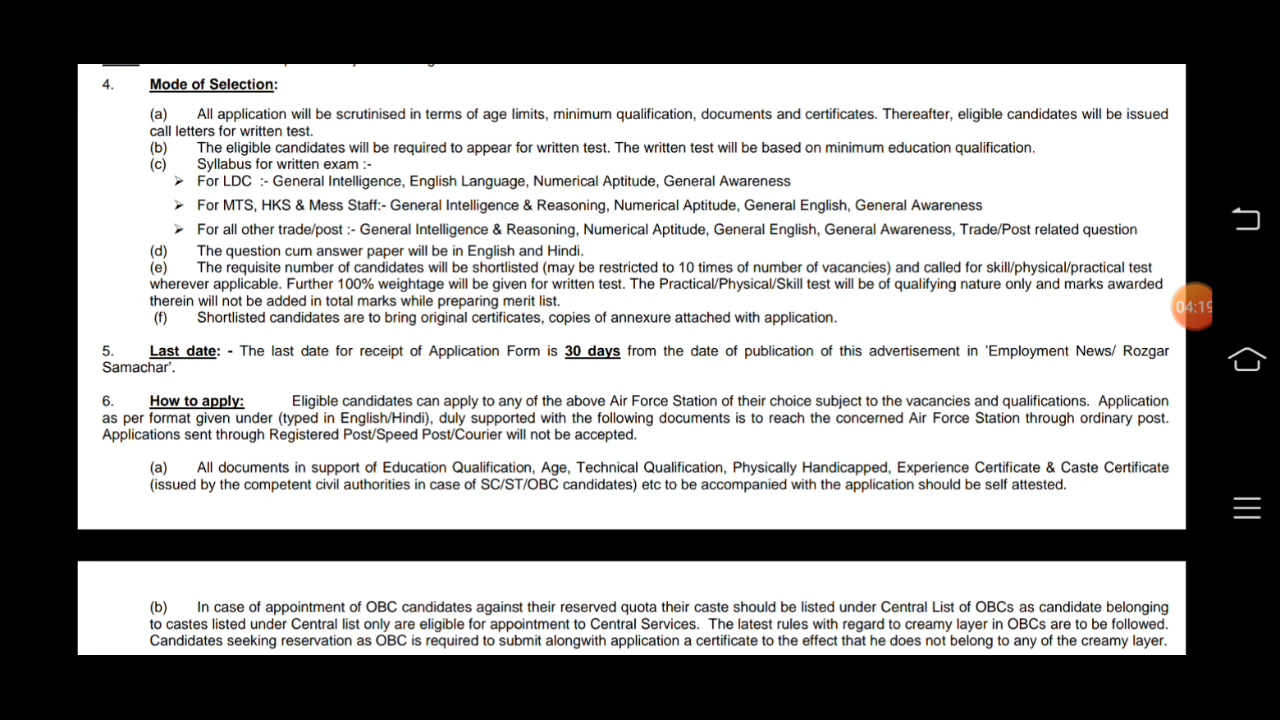 4. Mode of Selection:
(a) All application will be scrutinised in terms of age limits, minimum qualification, documents and certificates. Thereafter, eligible candidates will be issued
call letters for written test.
(b) The eligible candidates will be required to appear for written test. The written test will be based on minimum education qualification.
(c) Syllabus for written exam :-
➢ For LDC :- General Intelligence, English Language, Numerical Aptitude, General Awareness
➢ For MTS, HKS & Mess Staff:- General Intelligence & Reasoning, Numerical Aptitude, General English, General Awareness
➢ For all other trade/post :- General Intelligence & Reasoning, Numerical Aptitude, General English, General Awareness, Trade/Post related question
(d) The question cum answer paper will be in English and Hindi.
(e) The requisite number of candidates will be shortlisted (may be restricted to 10 times of number of vacancies) and called for skill/physical/practical test
wherever applicable. Further 100% weightage will be given for written test. The Practical/Physical/Skill test will be of qualifying nature only and marks awarded
therein will not be added in total marks while preparing merit list.
04:19
(f) Shortlisted candidates are to bring original certificates, copies of annexure attached with application.
5. Last date: - The last date for receipt of Application Form is 30 days from the date of publication of this advertisement in 'Employment News/ Rozgar
Samachar'.
6. How to apply: Eligible candidates can apply to any of the above Air Force Station of their choice subject to the vacancies and qualifications. Application
as per format given under (typed in English/Hindi), duly supported with the following documents is to reach the concerned Air Force Station through ordinary post.
Applications sent through Registered Post/Speed Post/Courier will not be accepted.
(a) All documents in support of Education Qualification, Age, Technical Qualification, Physically Handicapped, Experience Certificate & Caste Certificate
(issued by the competent civil authorities in case of SC/ST/OBC candidates) etc to be accompanied with the application should be self attested.
(b) In case of appointment of OBC candidates against their reserved quota their caste should be listed under Central List of OBCs as candidate belonging
to castes listed under Central list only are eligible for appointment to Central Services. The latest rules with regard to creamy layer in OBCs are to be followed.
Candidates seeking reservation as OBC is required to submit alongwith application a certificate to the effect that he does not belong to any of the creamy layer.